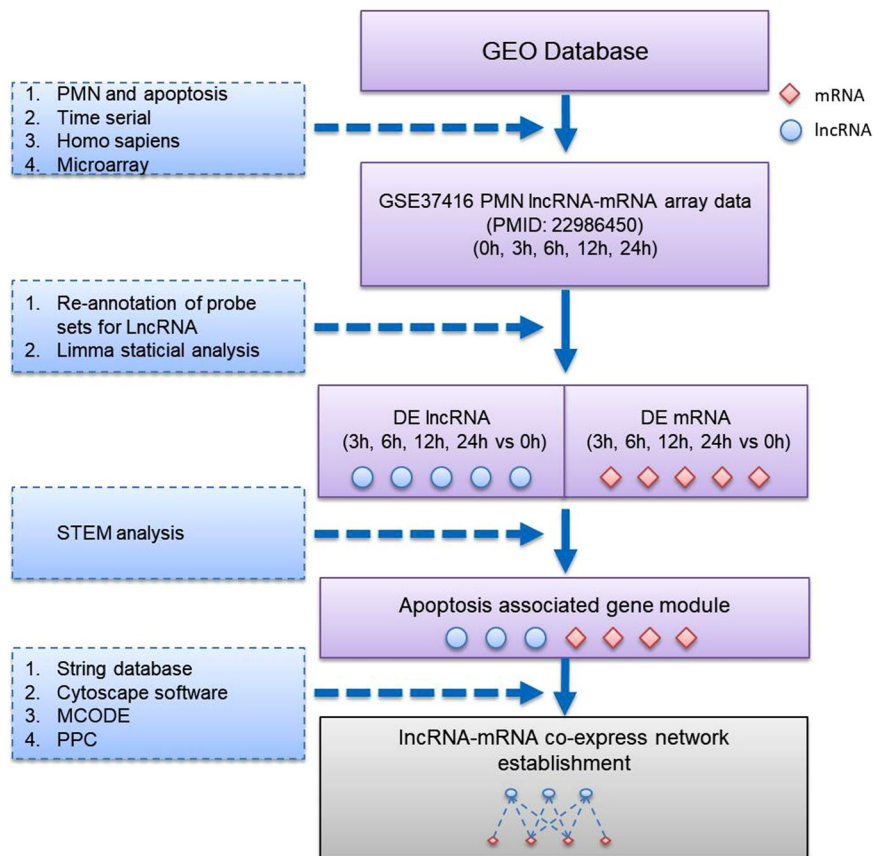 GEO Database
1. PMN and apoptosis
2. Time serial
3. Homo sapiens
4. Microarray
mRNA
lncRNA
GSE37416 PMN lncRNA-mRNA array data
(PMID: 22986450)
(0h, 3h, 6h, 12h, 24h)
1. Re-annotation of probe
sets for LncRNA
2. Limma staticial analysis
DE lncRNA
(3h, 6h, 12h, 24h vs 0h)
DE mRNA
(3h, 6h, 12h, 24h vs 0h)
STEM analysis
Apoptosis associated gene module
1. String database
2. Cytoscape software
3. MCODE
4. PPC
lncRNA-mRNA co-express network
establishment